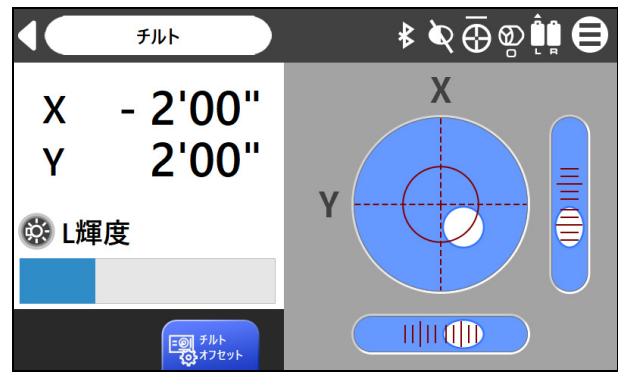 チルト
L R
X - 2'00"
Y 2'00"
L輝度
チルト
オフセット
X
Y